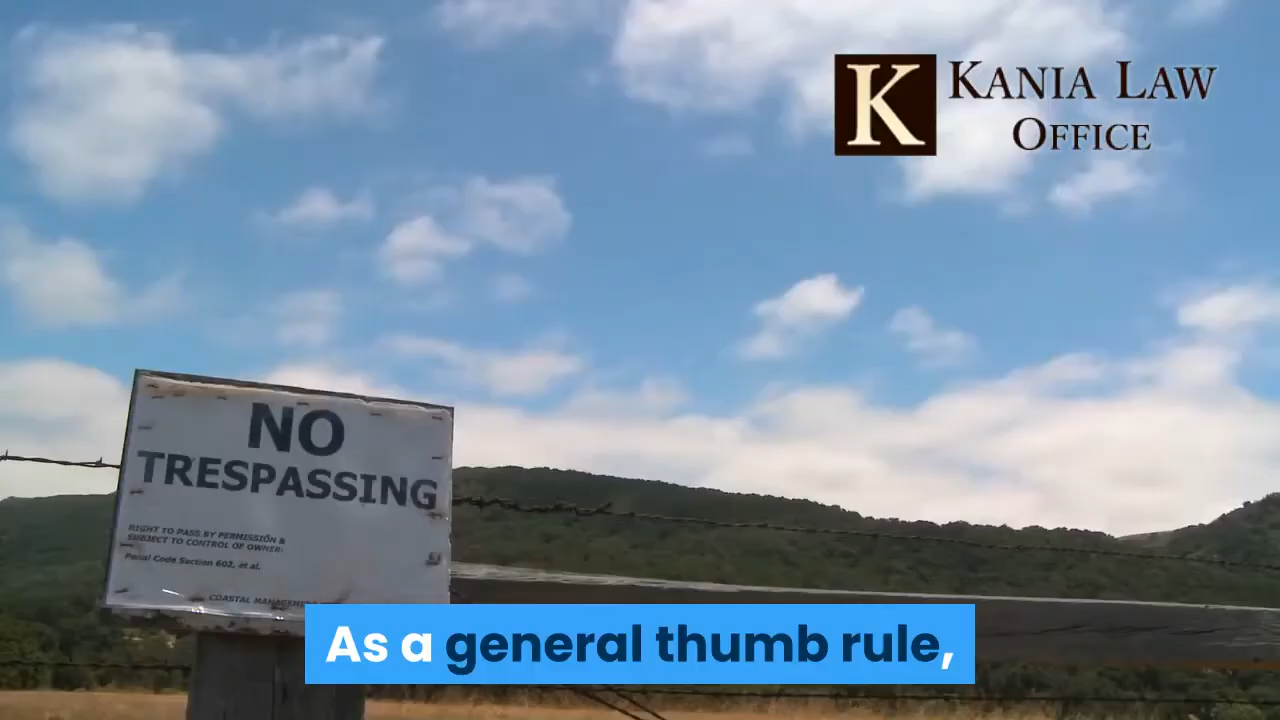 K
KANIA LAW
OFFICE
NO
TRESPASSING
RIGHT TO PASS BY PERMISSION &
SUBJECT TO CONTROL OF OWNER:
Penal Code Section 602, et al.
COASTAL
As a general thumb rule,